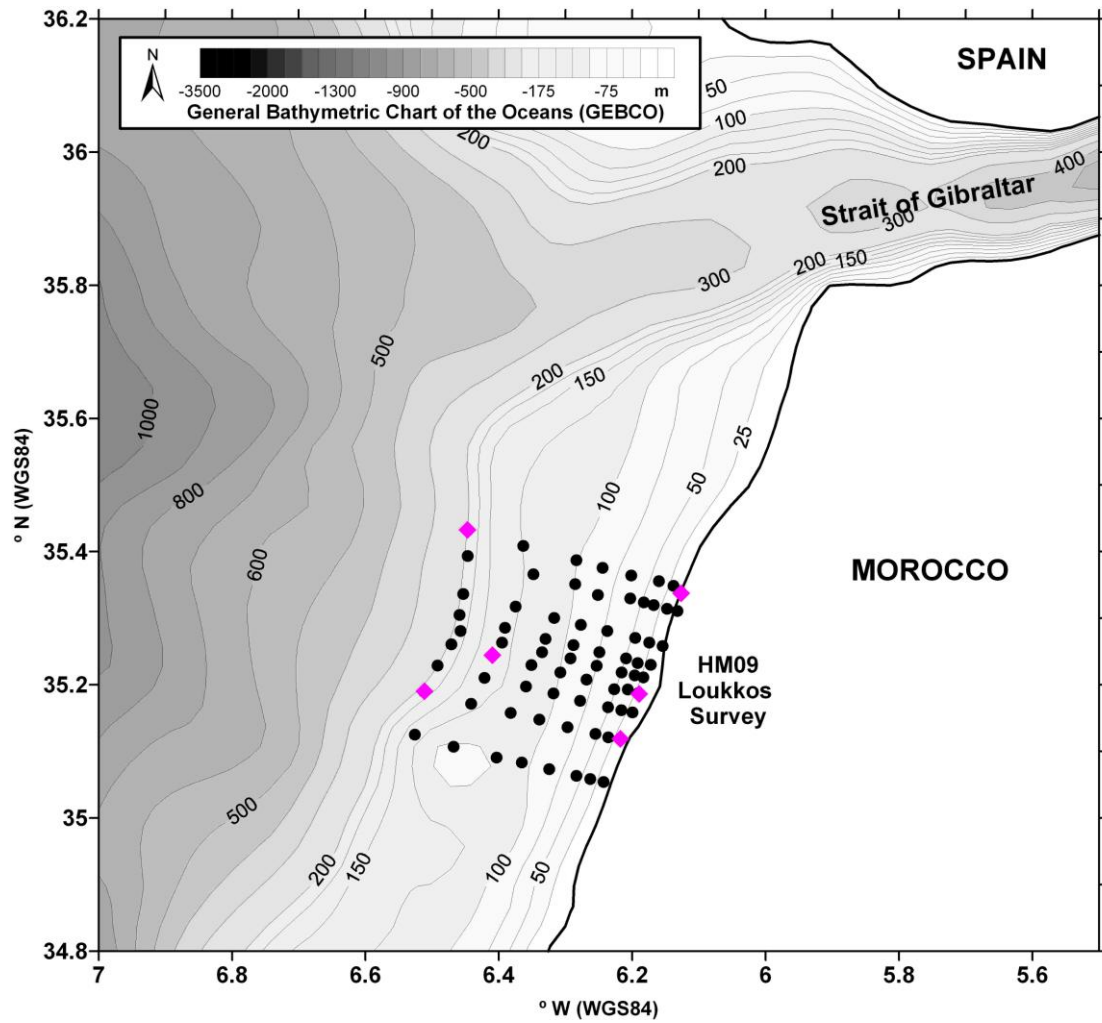 36.2
36
35.8
35.6
35.4
35.2
35
34.8
º N (WGS84)
N
-3500 -2000 -1300 -900 -500 -175 -75 m
General Bathymetric Chart of the Oceans (GEBCO)
SPAIN
50
100
200
200
400
Strait of Gibraltar
300
200
150
300
500
200
150
1000
25
800
100
50
600
MOROCCO
HM09
Loukkos
Survey
500
200
150
100
50
7 6.8 6.6 6.4 6.2 6 5.8 5.6
º W (WGS84)